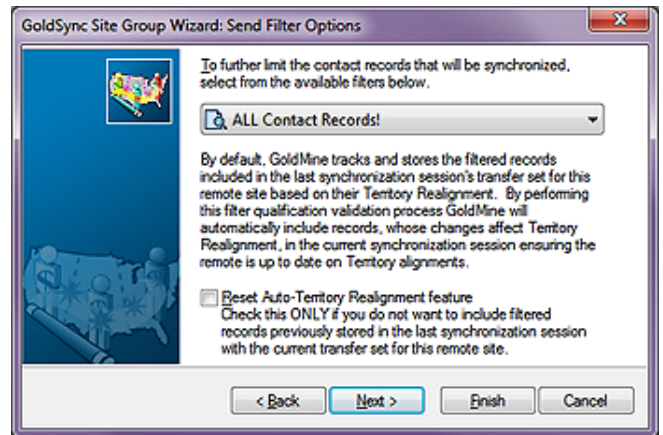 GoldSync Site Group Wizard: Send Filter Options
To further limit the contact records that will be synchronized,
select from the available filters below.
ALL Contact Records!
By default, GoldMine tracks and stores the filtered records
included in the last synchronization session's transfer set for this
remote site based on their Territory Realignment. By performing
this filter qualification validation process GoldMine will
automatically include records, whose changes affect Territory
Realignment, in the current synchronization session ensuring the
remote is up to date on Territory alignments.
Reset Auto-Territory Realignment feature
Check this ONLY if you do not want to include filtered
records previously stored in the last synchronization session
with the current transfer set for this remote site.
< Back Next > Finish Cancel